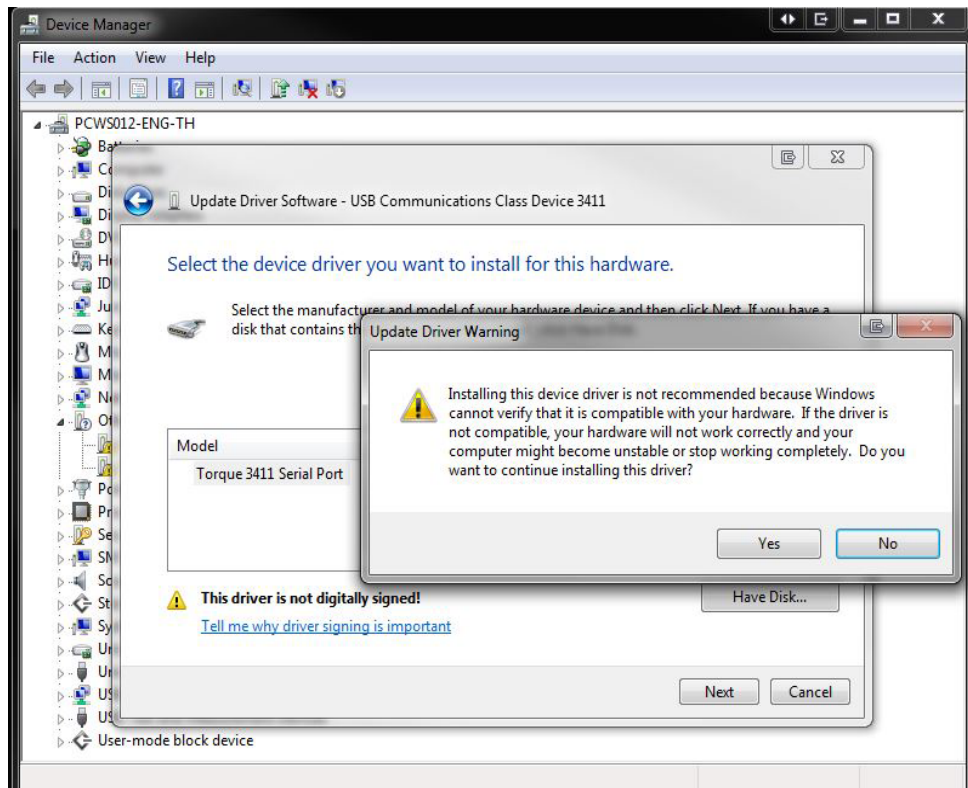 Device Manager
File Action View Help
PCWS012-ENG-TH
Update Driver Software - USB Communications Class Device 3411
Select the device driver you want to install for this hardware.
Select the manufacturer and model of your hardware device and then click Next. If you have a
disk that contains th
Update Driver Warning
Installing this device driver is not recommended because Windows
cannot verify that it is compatible with your hardware. If the driver is
not compatible, your hardware will not work correctly and your
computer might become unstable or stop working completely. Do you
want to continue installing this driver?
Yes No
Model
Torque 3411 Serial Port
This driver is not digitally signed!
Have Disk...
Tell me why driver signing is important
Next Cancel
User-mode block device